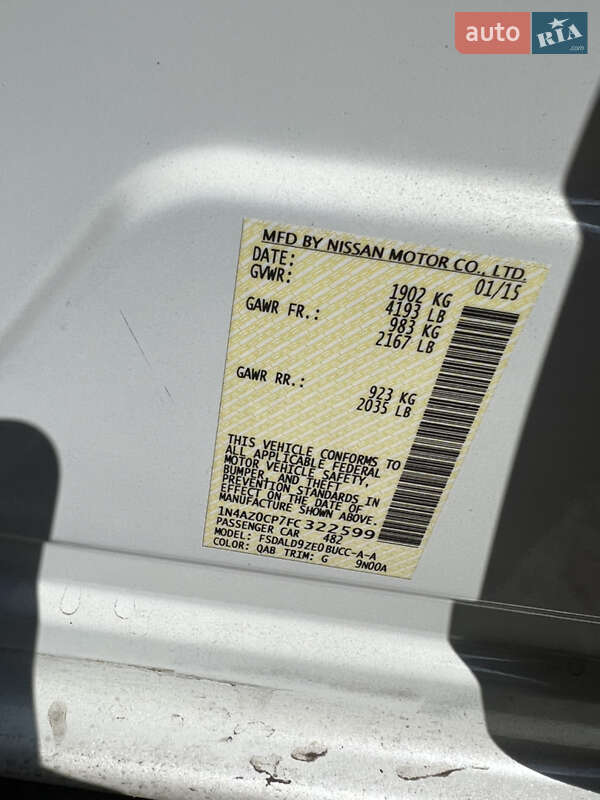 auto RIA .com
MFD BY NISSAN MOTOR CO., LTD.
DATE: 01/15
GVWR: 1902 KG
4193 LB
GAWR FR.: 983 KG
2167 LB
GAWR RR.: 923 KG
2035 LB
THIS VEHICLE CONFORMS TO
ALL APPLICABLE FEDERAL
MOTOR VEHICLE SAFETY,
BUMPER, AND THEFT
PREVENTION STANDARDS IN
EFFECT ON THE DATE OF
MANUFACTURE SHOWN ABOVE.
1N4AZ0CP7FC322599
PASSENGER CAR 482
MODEL: FSDALD9ZE0BUCC-A-A
COLOR: QAB TRIM: G 9N00A